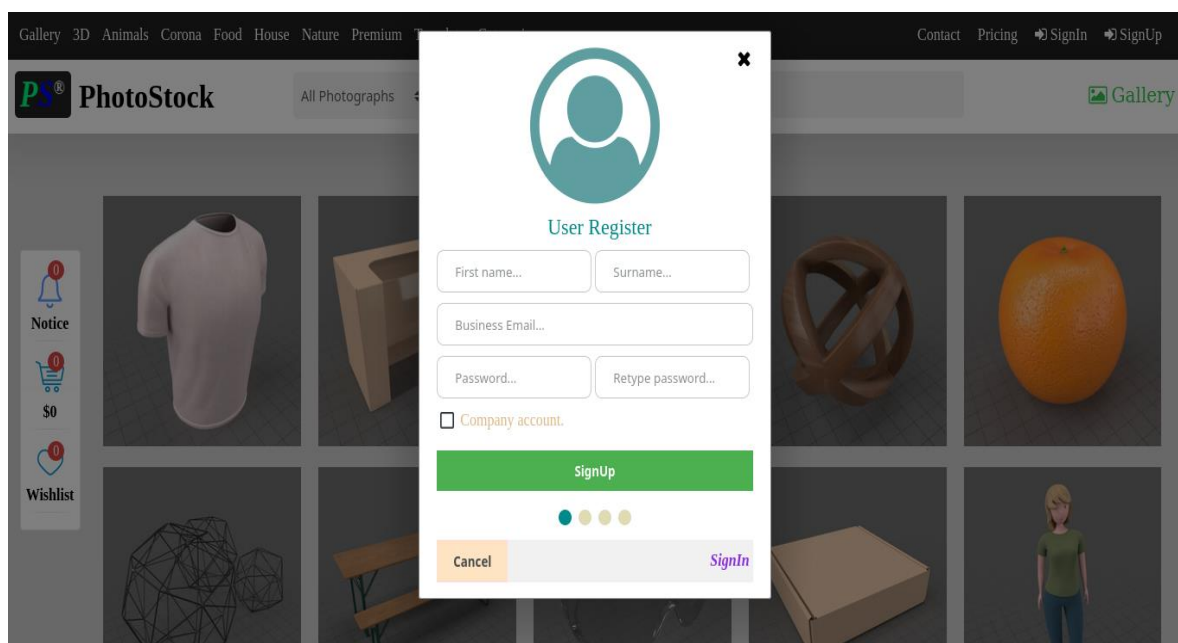 Gallery 3D Animals Corona Food House Nature Premium
Contact Pricing SignIn SignUp
PS® PhotoStock
All Photographs
Gallery
User Register
First name... Surname...
Business Email...
Password... Retype password...
Company account.
SignUp
Cancel SignIn
0
Notice
0
$0
0
Wishlist